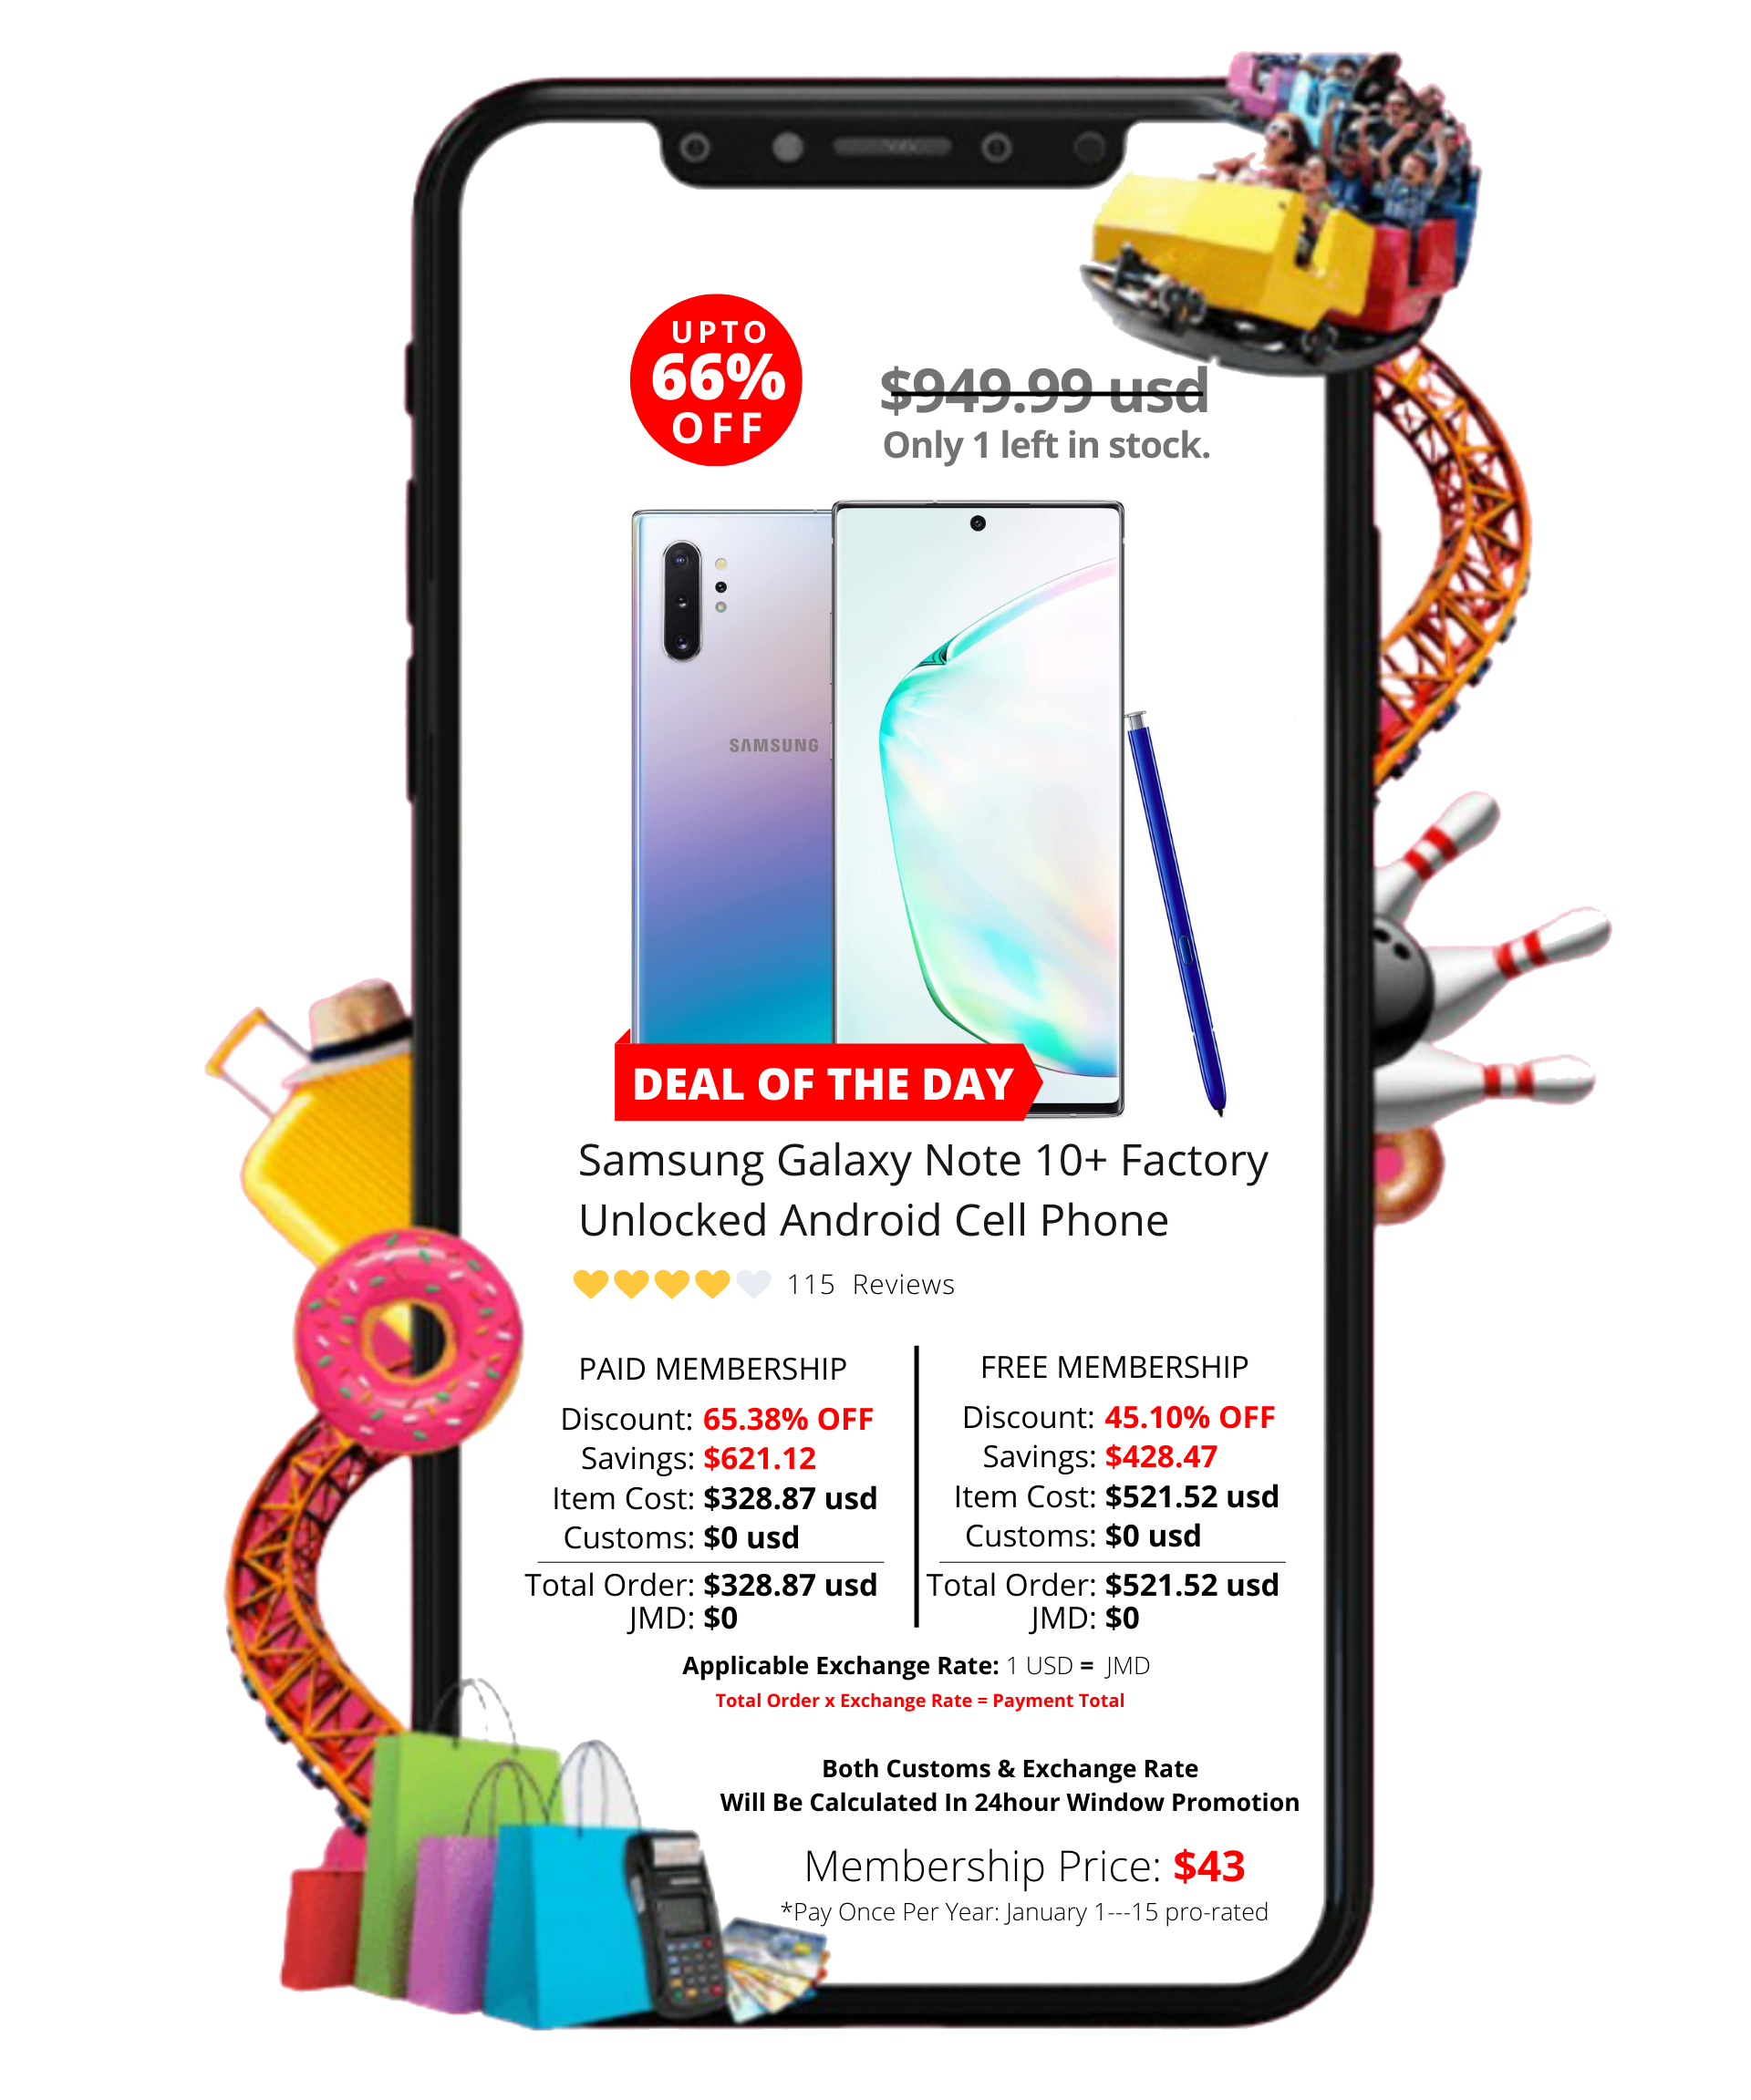 UPTO
66%
OFF
$949.99 usd
Only 1 left in stock.
SAMSUNG
DEAL OF THE DAY
Samsung Galaxy Note 10+ Factory
Unlocked Android Cell Phone
115 Reviews
PAID MEMBERSHIP
Discount: 65.38% OFF
Savings: $621.12
Item Cost: $328.87 usd
Customs: $0 usd
Total Order: $328.87 usd
JMD: $0
FREE MEMBERSHIP
Discount: 45.10% OFF
Savings: $428.47
Item Cost: $521.52 usd
Customs: $0 usd
Total Order: $521.52 usd
JMD: $0
Applicable Exchange Rate: 1 USD = JMD
Total Order x Exchange Rate = Payment Total
Both Customs & Exchange Rate
Will Be Calculated In 24hour Window Promotion
Membership Price: $43
*Pay Once Per Year: January 1---15 pro-rated